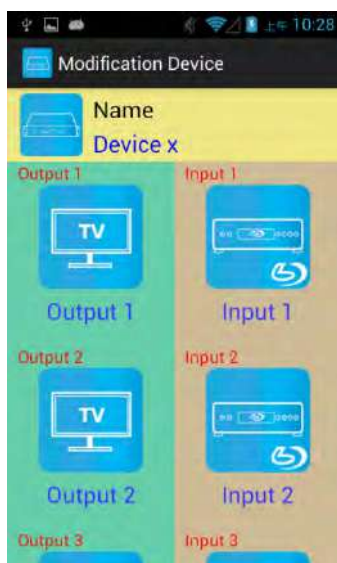 上午 10:28
Modification Device
Name
Device x
Output 1
Input 1
TV
Output 1
Input 1
Output 2
Input 2
TV
Output 2
Input 2
Output 3
Input 3